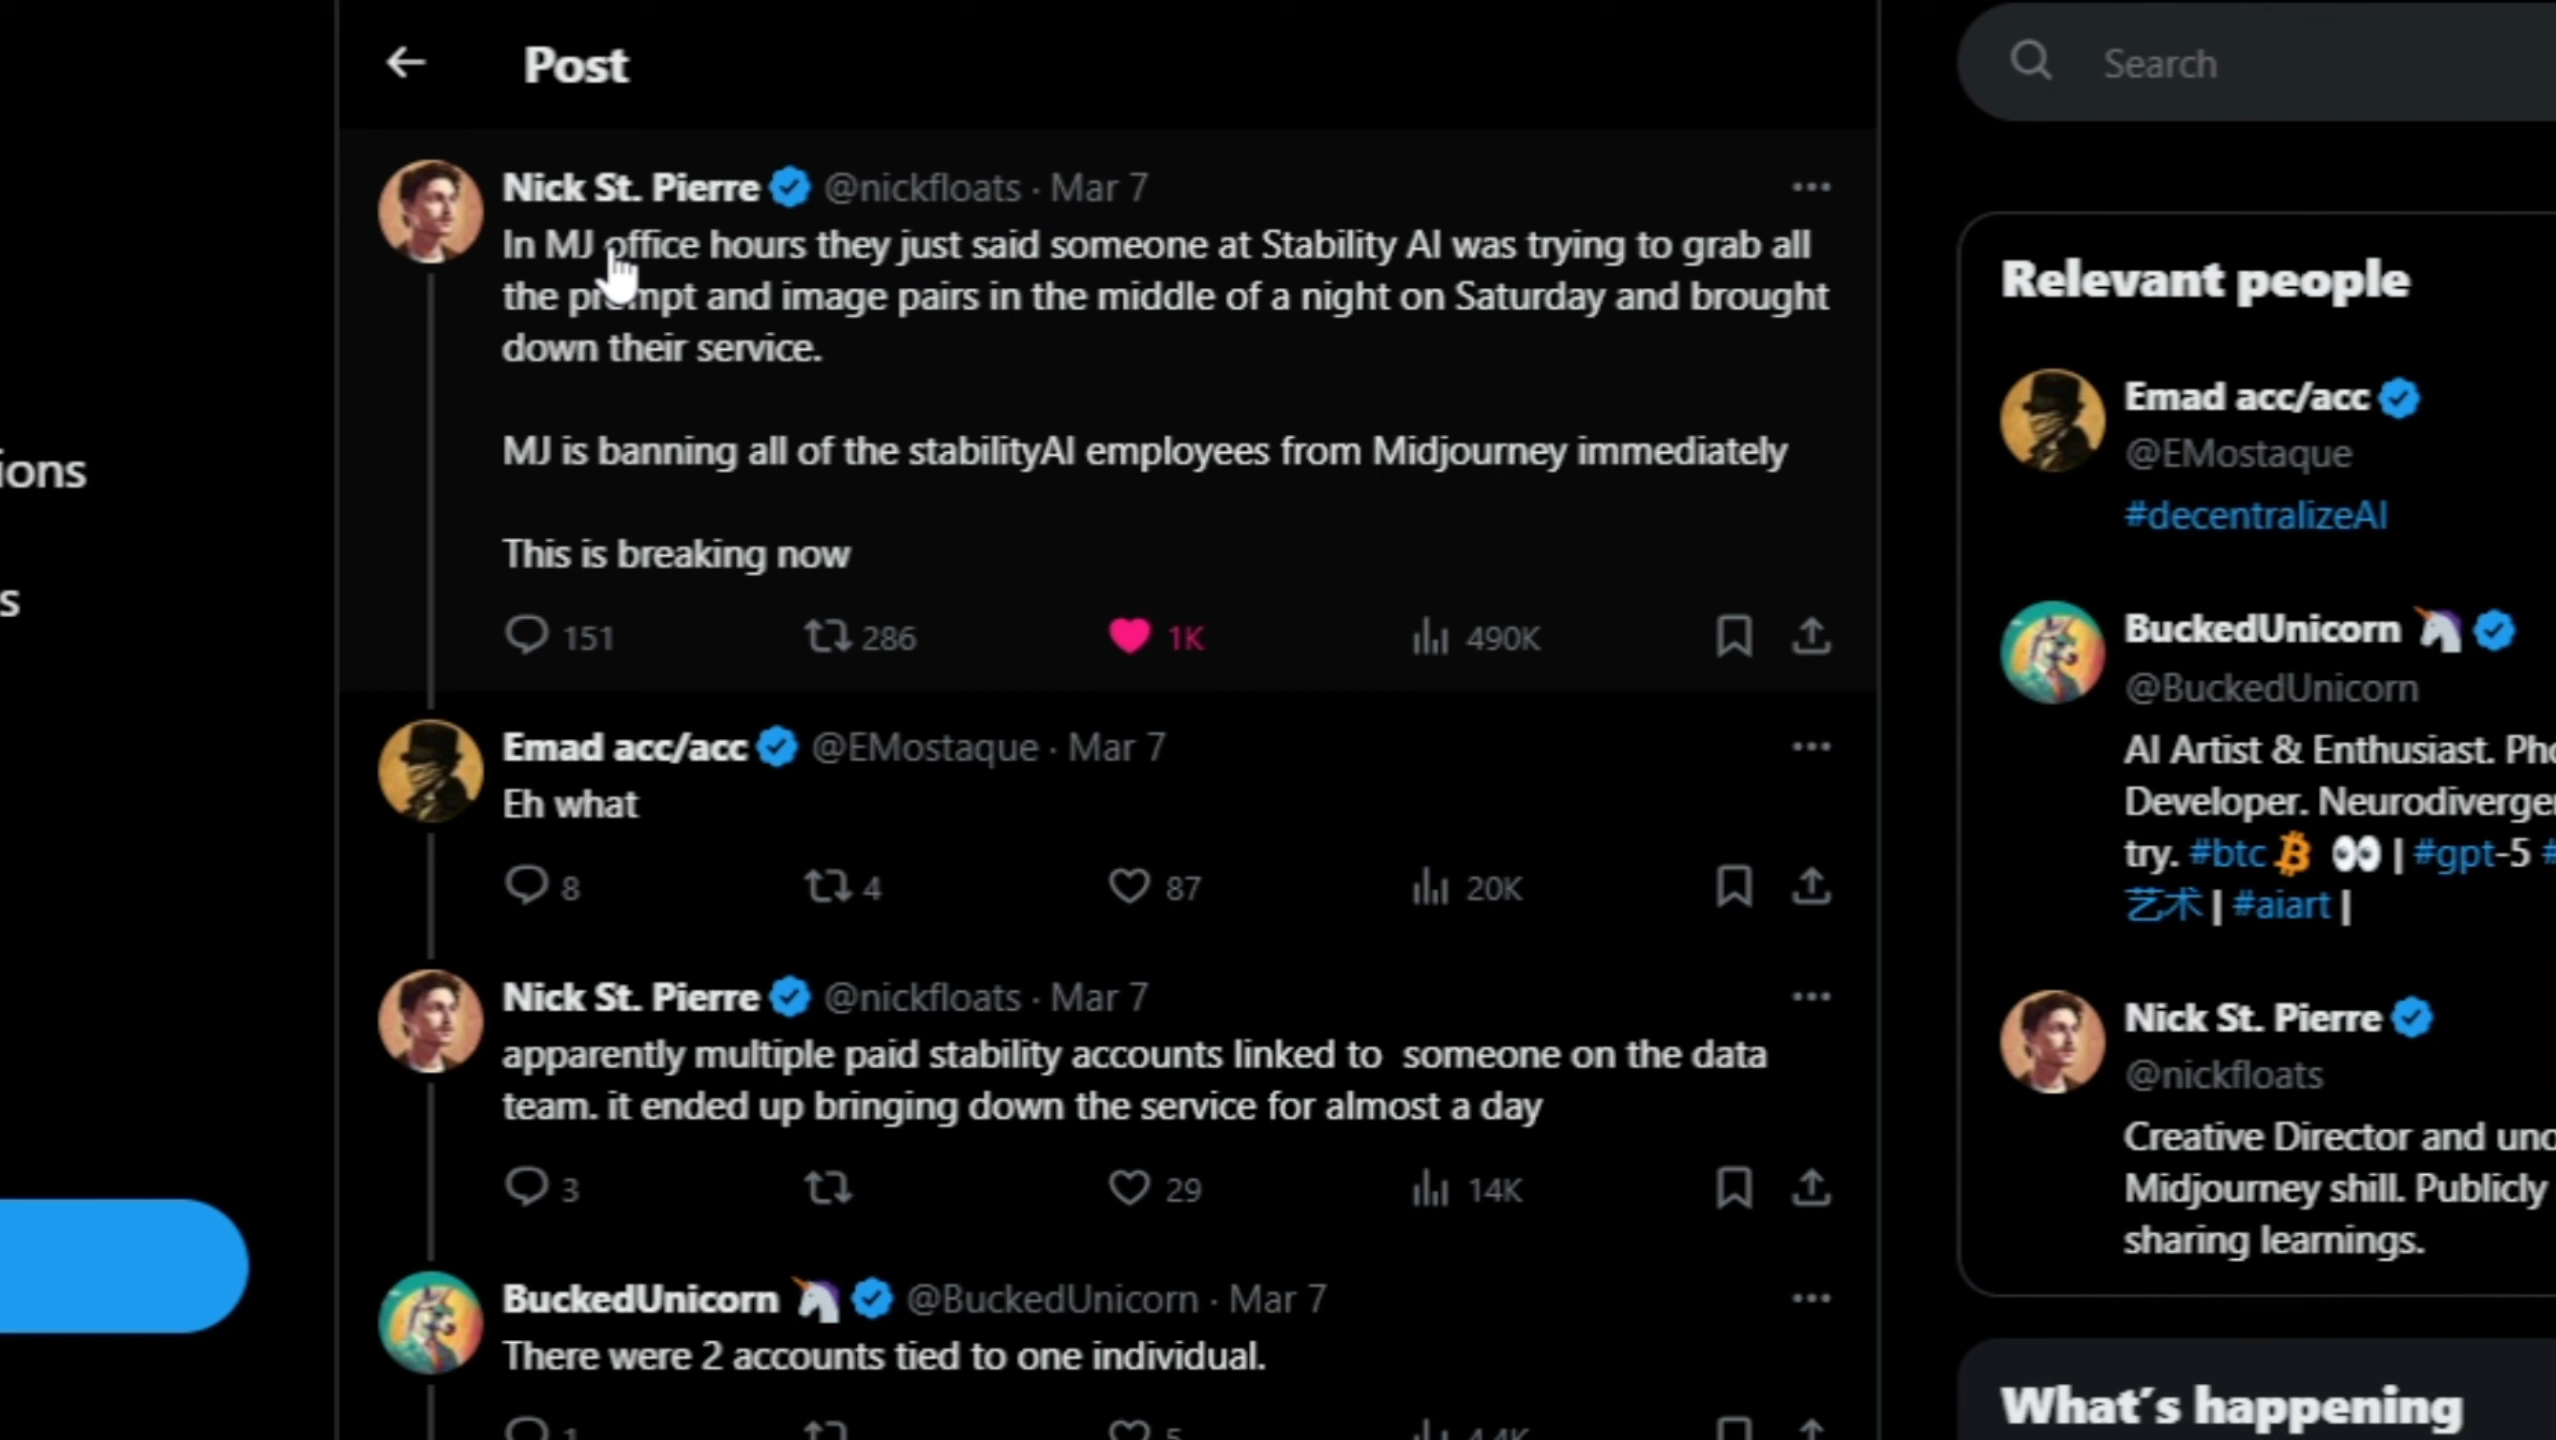 Post
Search
Nick St. Pierre @nickfloats · Mar 7
In MJ office hours they just said someone at Stability AI was trying to grab all
the prompt and image pairs in the middle of a night on Saturday and brought
down their service.
MJ is banning all of the stabilityAI employees from Midjourney immediately
This is breaking now
151 286 1K 490K
Emad acc/acc @EMostaque · Mar 7
Eh what
8 4 87 20K
Nick St. Pierre @nickfloats · Mar 7
apparently multiple paid stability accounts linked to someone on the data
team. it ended up bringing down the service for almost a day
3 29 14K
BuckedUnicorn 🦄 @BuckedUnicorn · Mar 7
There were 2 accounts tied to one individual.
ions
s
Relevant people
Emad acc/acc
@EMostaque
#decentralizeAI
BuckedUnicorn 🦄
@BuckedUnicorn
AI Artist & Enthusiast. Pho
Developer. Neurodiverge
try. #btc 👀 | #gpt-5 #
艺术 | #aiart |
Nick St. Pierre
@nickfloats
Creative Director and
Midjourney shill. Publicly
sharing learnings.
What's happening